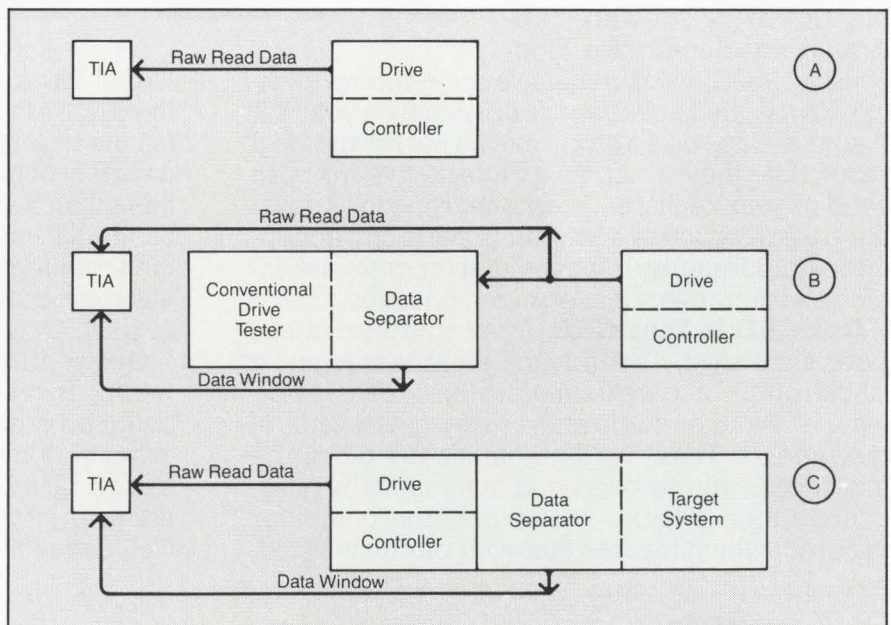 TIA
Raw Read Data
Drive
Controller
A
Raw Read Data
TIA
Conventional
Drive
Tester
Data
Separator
Drive
Controller
B
Data Window
TIA
Raw Read Data
Drive
Controller
Data
Separator
Target
System
C
Data Window